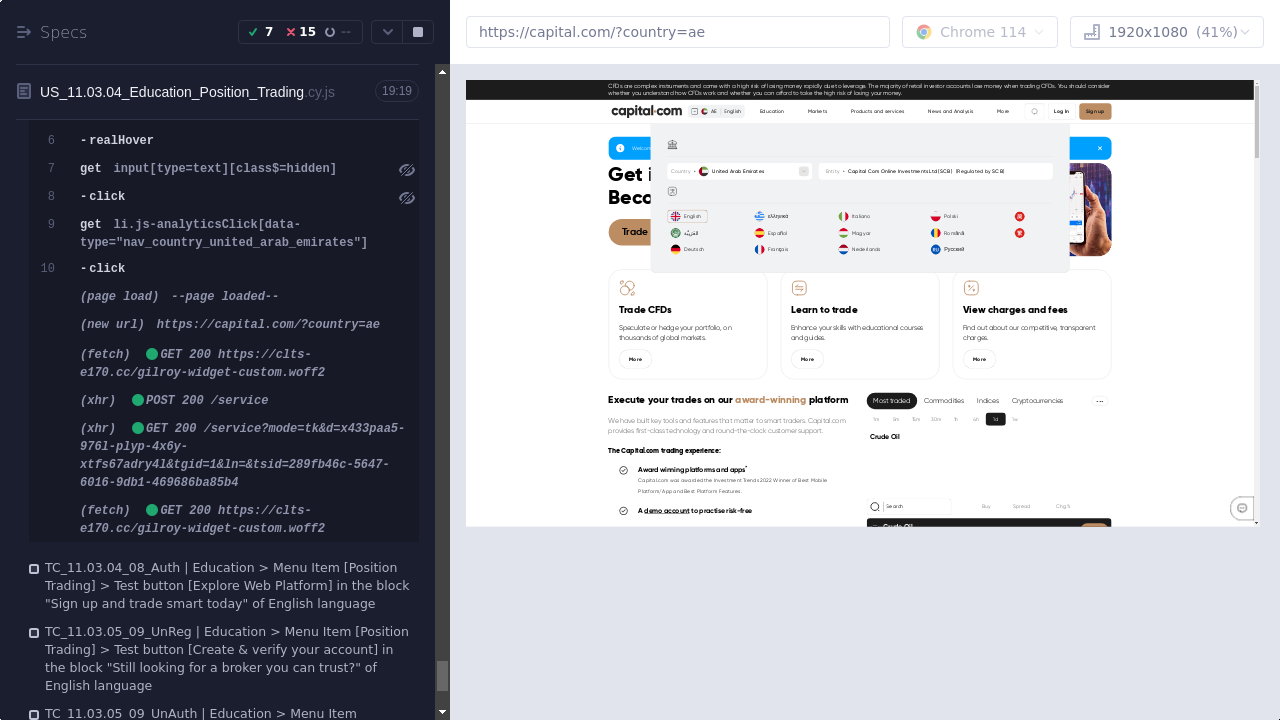 Specs
7
15
--
https://capital.com/?country=ae
Chrome 114
1920x1080 (41%)
US_11.03.04_Education_Position_Trading.cy.js
19:19
6 -realHover
7 get input[type=text][class$=hidden]
8 -click
9 get li.js-analyticsClick[data-
type="nav_country_united_arab_emirates"]
10 -click
(page load) --page loaded--
(new url) https://capital.com/?country=ae
(fetch) GET 200 https://clts-
e170.cc/gilroy-widget-custom.woff2
(xhr) POST 200 /service
(xhr) GET 200 /rest/fe-store?de=tk&d=x433paa5-
7tdklyp-4x6yr-
xtfs67adry4l&tgid=1&ln=&tsid=289fb46c-5647-
6018-8dd1-409680ba85b4
(fetch) GET 200 https://clts-
e170.cc/gilroy-widget-custom.woff2
TC_11.03.04_08_Auth | Education > Menu Item [Position
Trading] > Test button [Explore Web Platform] in the block
"Sign up and trade smart today" of English language
TC_11.03.05_09_UnReg | Education > Menu Item [Position
Trading] > Test button [Create & verify your account] in
the block "Still looking for a broker you can trust?" of
English language
TC_11.03.05_09_UnAuth | Education > Menu Item
CFDs are complex instruments and come with a high risk of losing money rapidly due to leverage. The majority of retail investor accounts lose money when trading CFDs. You should consider
whether you understand how CFDs work and whether you can afford to take the high risk of losing your money.
capital.com
AE
English
Education
Markets
Products and services
News and Analysis
More
Log In
Sign up
Country
United Arab Emirates
Entity
Capital Com Online Investments Ltd (SCB) (Regulated by SCB)
English
ελληνικά
Italiano
Polski
Español
Magyar
Română
Deutsch
Français
Nederlands
Русский
Get i
Beco
Trade
Trade CFDs
Speculate or hedge your portfolio, on
thousands of global markets.
More
Learn to trade
Enhance your skills with educational courses
and guides.
More
View charges and fees
Find out about our competitive, transparent
charges.
More
Execute your trades on our award-winning platform
We have built key tools and features that matter to smart traders. Capital.com
provides first-class technology and round-the-clock customer support.
The Capital.com trading experience:
Award winning platforms and apps*
Capital.com was awarded the Investment Trends 2022 Winner of Best Mobile
Platform/App and Best Platform Features.
A demo account to practise risk-free
Most traded
Commodities
Indices
Cryptocurrencies
1m
5m
15m
30m
1h
4h
1d
1w
Crude Oil
Search
Buy
Spread
Chg%
Crude Oil